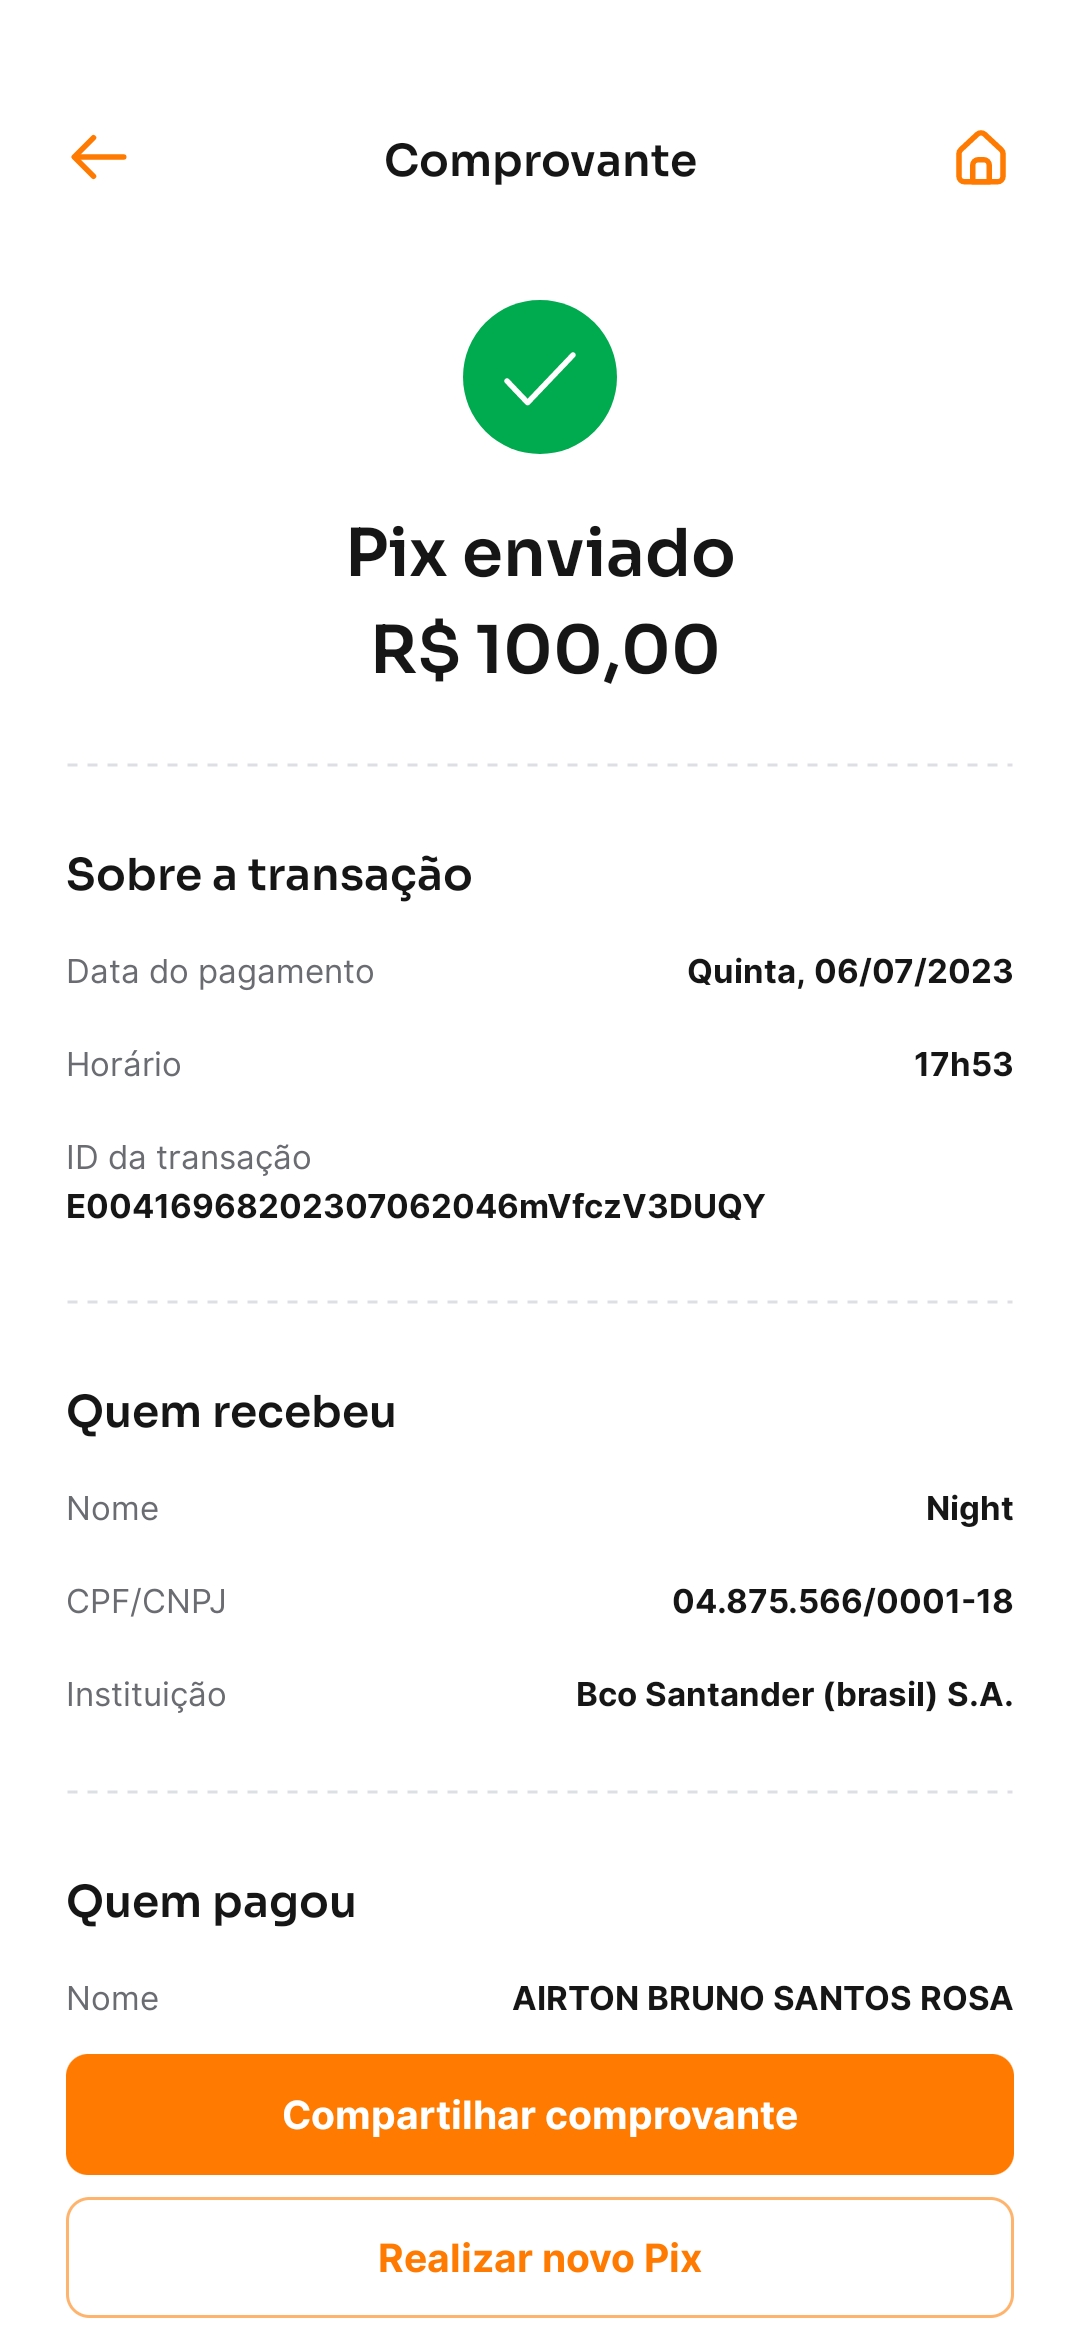 Comprovante
Pix enviado
R$ 100,00
Sobre a transação
Data do pagamento Quinta, 06/07/2023
Horário 17h53
ID da transação
E00416968202307062046mVfczV3DUQY
Quem recebeu
Nome Night
CPF/CNPJ 04.875.566/0001-18
Instituição Bco Santander (brasil) S.A.
Quem pagou
Nome AIRTON BRUNO SANTOS ROSA
Compartilhar comprovante
Realizar novo Pix